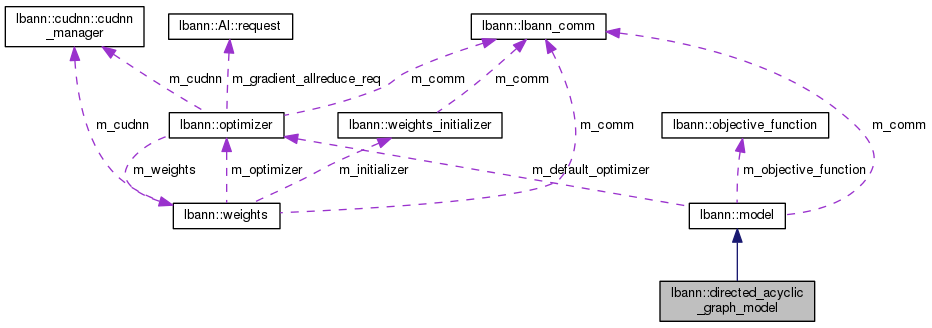 lbann::cudnn::cudnn
_manager
lbann::Al::request
lbann::lbann_comm
m_cudnn
m_gradient_allreduce_req
m_comm
m_comm
m_cudnn
lbann::optimizer
lbann::weights_initializer
m_comm
lbann::objective_function
m_comm
m_weights
m_optimizer
m_initializer
m_default_optimizer
m_objective_function
lbann::weights
lbann::model
lbann::directed_acyclic
_graph_model